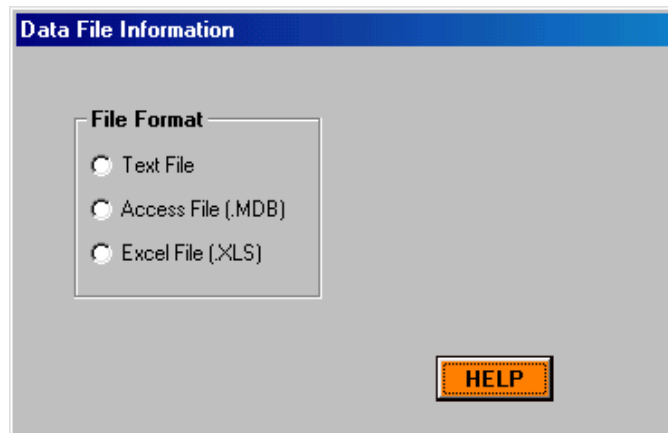 Data File Information
File Format
Text File
Access File (.MDB)
Excel File (.XLS)
HELP